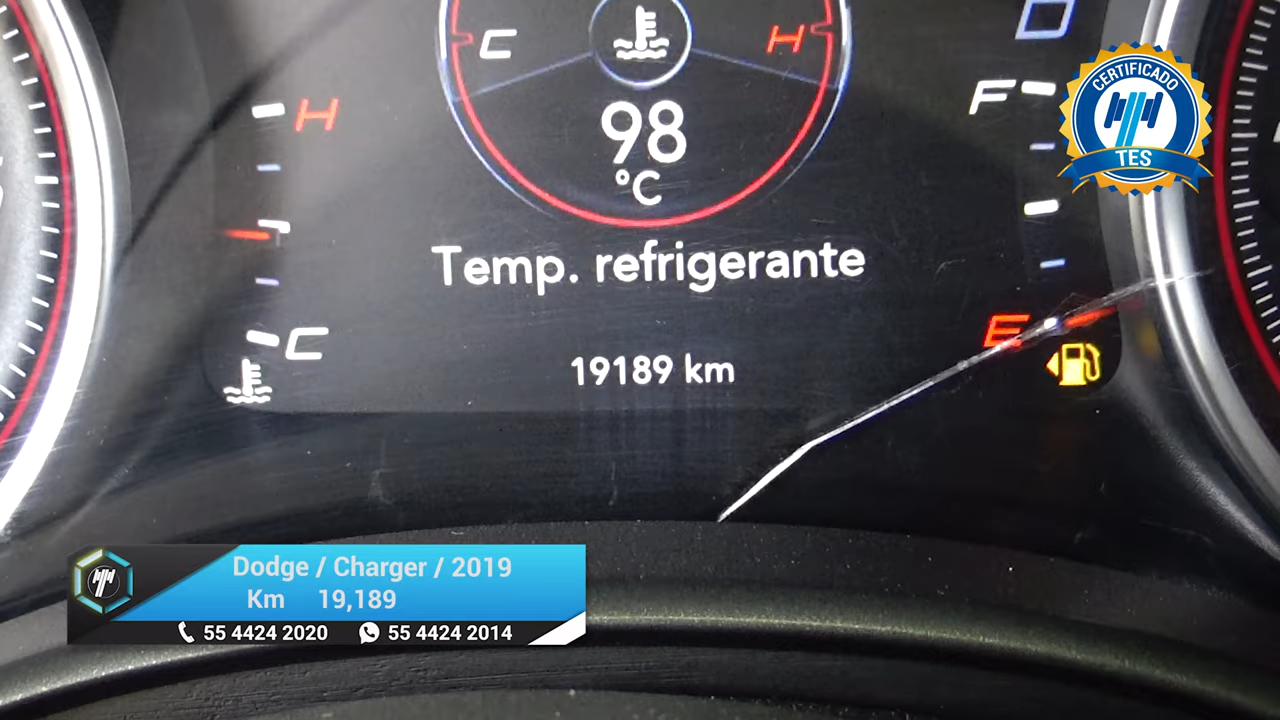 C
H
D
98
°C
H
F
CERTIFICADO
TES
Temp. refrigerante
C
E
19189 km
Dodge / Charger / 2019
Km 19,189
55 4424 2020 55 4424 2014